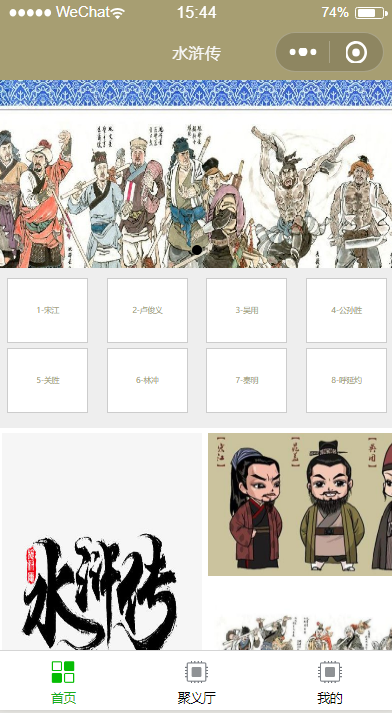 ●●●●● WeChat 15:44 74%
水浒传
1-宋江 2-卢俊义 3-吴用 4-公孙胜
5-关胜 6-林冲 7-秦明 8-呼延灼
水浒传
首页 聚义厅 我的